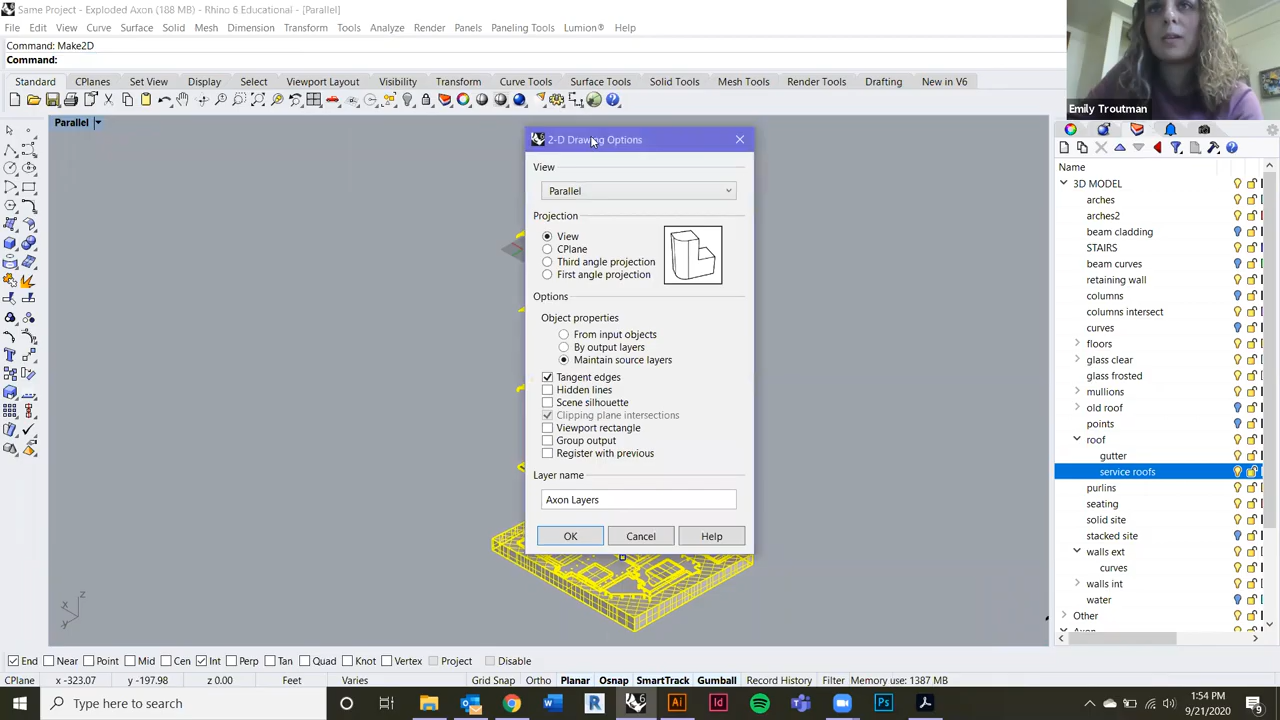 Same Project - Exploded Axon (188 MB) - Rhino 6 Educational - [Parallel]
File Edit View Curve Surface Solid Mesh Dimension Transform Tools Analyze Render Panels Paneling Tools Lumion® Help
Command: Make2D
Command:
Standard CPlanes Set View Display Select Viewport Layout Visibility Transform Curve Tools Surface Tools Solid Tools Mesh Tools Render Tools Drafting New in V6
Emily Troutman
Parallel
2-D Drawing Options
View
Parallel
Projection
View
CPlane
Third angle projection
First angle projection
Options
Object properties
From input objects
By output layers
Maintain source layers
Tangent edges
Hidden lines
Scene silhouette
Clipping plane intersections
Viewport rectangle
Group output
Register with previous
Layer name
Axon Layers
OK Cancel Help
Name
3D MODEL
arches
arches2
beam cladding
STAIRS
beam curves
retaining wall
columns
columns intersect
curves
floors
glass clear
glass frosted
mullions
old roof
points
roof
gutter
service roofs
purlins
seating
solid site
stacked site
walls ext
curves
walls int
water
Other
z
x
y
End Near Point Mid Cen Int Perp Tan Quad Knot Vertex Project Disable
CPlane x -323.07 y -197.98 z 0.00 Feet Varies Grid Snap Ortho Planar Osnap SmartTrack Gumball Record History Filter Memory use: 1387 MB
Type here to search
1:54 PM
9/21/2020